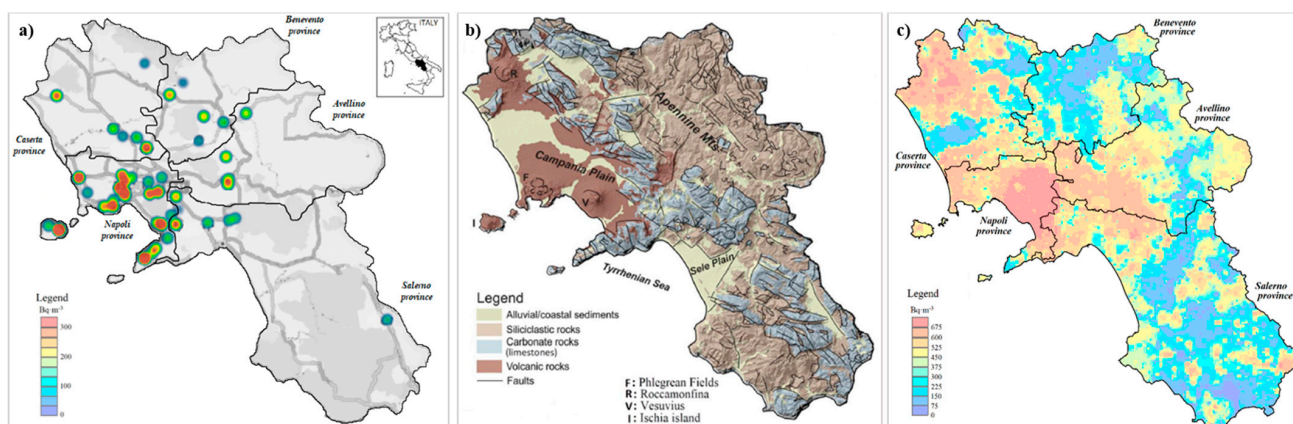 a)
Benevento
province
ITALY
Avellino
province
Caserta
province
Napoli
province
Salerno
province
Legend
Bq·m⁻³
300
200
100
0
b)
R
Apennine Mts.
Campania Plain
F
V
I
Sele Plain
Tyrrhenian Sea
Legend
Alluvial/coastal sediments
Siliciclastic rocks
Carbonate rocks
(limestones)
Volcanic rocks
Faults
F: Phlegrean Fields
R: Roccamonfina
V: Vesuvius
I: Ischia island
c)
Benevento
province
Avellino
province
Caserta
province
Napoli
province
Salerno
province
Legend
Bq·m⁻³
675
600
525
450
375
300
225
150
75
0